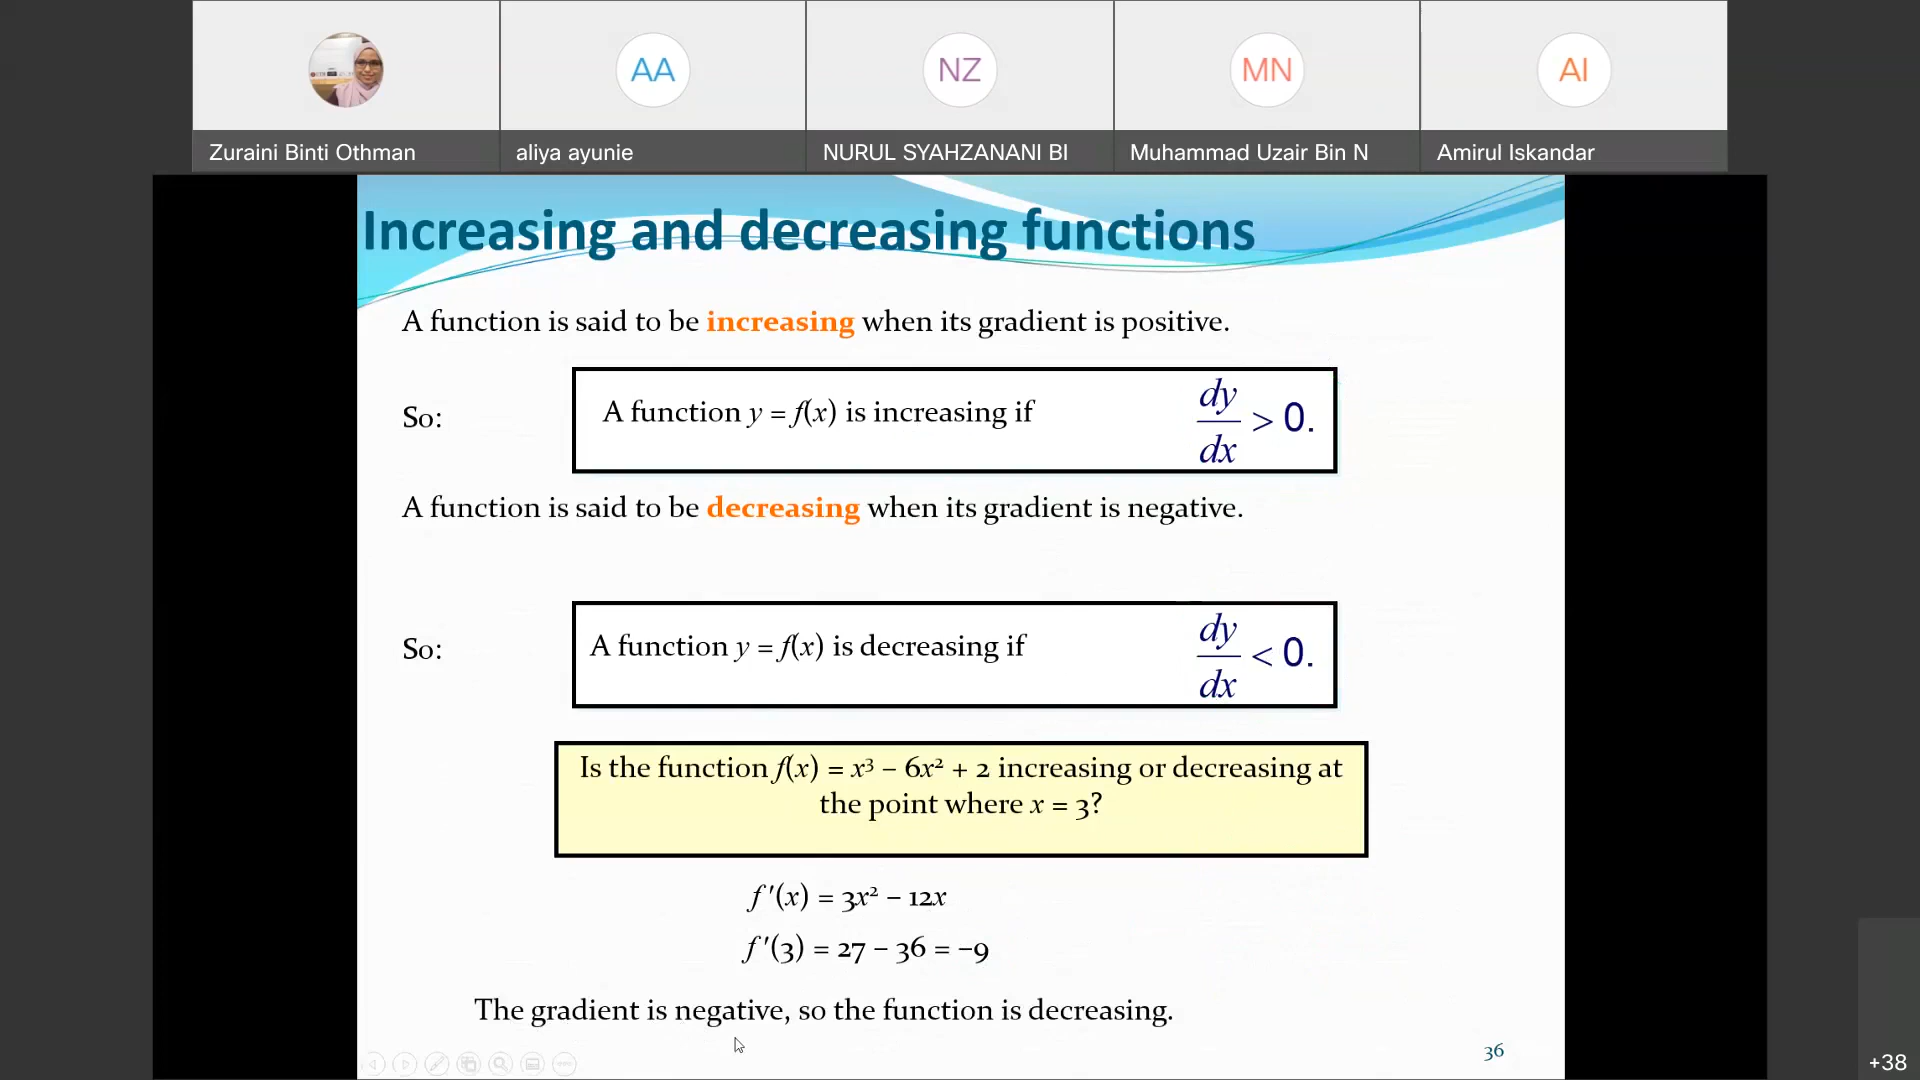 AA
NZ
MN
AI
Zuraini Binti Othman
aliya ayunie
NURUL SYAHZANANI BI
Muhammad Uzair Bin N
Amirul Iskandar
Increasing and decreasing functions
A function is said to be increasing when its gradient is positive.
So:
A function y = f(x) is increasing if dy/dx > 0.
A function is said to be decreasing when its gradient is negative.
So:
A function y = f(x) is decreasing if dy/dx < 0.
Is the function f(x) = x³ – 6x² + 2 increasing or decreasing at
the point where x = 3?
f ′(x) = 3x² – 12x
f ′(3) = 27 – 36 = –9
The gradient is negative, so the function is decreasing.
36
+38